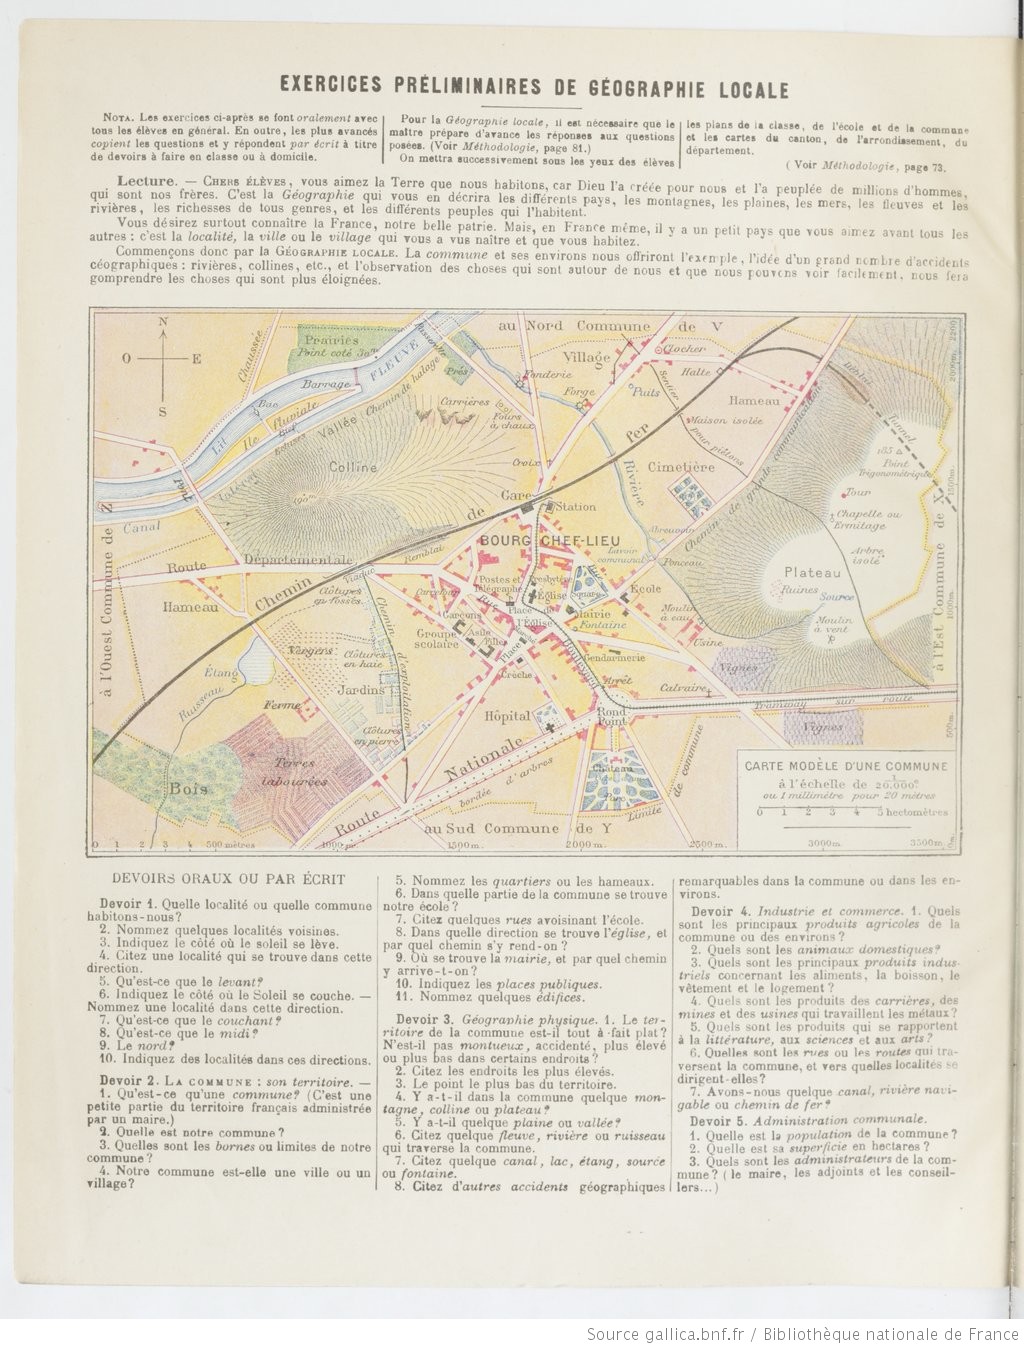 EXERCICES PRÉLIMINAIRES DE GÉOGRAPHIE LOCALE
NOTA. Les exercices ci-après se font oralement avec
tous les élèves en général. En outre, les plus avancés
copient les questions et y répondent par écrit à titre
de devoirs à faire en classe ou à domicile.
Pour la Géographie locale, il est nécessaire que le
maître prépare d'avance les réponses aux questions
posées. (Voir Méthodologie, page 81.)
On mettra successivement sous les yeux des élèves
les plans de la classe, de l'école et de la commune
et les cartes du canton, de l'arrondissement, du
département.
(Voir Méthodologie, page 73.
Lecture. — CHERS ÉLÈVES, vous aimez la Terre que nous habitons, car Dieu l'a créée pour nous et l'a peuplée de millions d'hommes,
qui sont nos frères. C'est la Géographie qui vous en décrira les différents pays, les montagnes, les plaines, les mers, les fleuves et les
rivières, les richesses de tous genres, et les différents peuples qui l'habitent.
Vous désirez surtout connaître la France, notre belle patrie. Mais, en France même, il y a un petit pays que vous aimez avant tous les
autres : c'est la localité, la ville ou le village qui vous a vus naître et que vous habitez.
Commençons donc par la GÉOGRAPHIE LOCALE. La commune et ses environs nous offriront l'exemple, l'idée d'un grand nombre d'accidents
géographiques : rivières, collines, etc., et l'observation des choses qui sont autour de nous et que nous pouvons voir facilement, nous fera
comprendre les choses qui sont plus éloignées.
N
O E
S
Chaussée
Prairies
Point coté 30m
FLEUVE
Passerelle
Prés
au Nord Commune de V
Village
Clocher
Halte
Hameau
Barrage
Bac
Lit
Ile fluviale
Chemin de halage
Vallée
Carrières
Fours
à chaux
Fonderie
Forge
Puits
Sentier pour piétons
Maison isolée
fer
Tunnel
185
Point
Trigonométrique
Colline
Croix
Rivière
Cimetière
Chemin de grande communication
Tour
Chapelle ou
Ermitage
Pont
Canal
Gare
de
Station
BOURG CHEF-LIEU
Abreuvoir
Lavoir
communal
Ponceau
Arbre
isolé
Plateau
Ruines
Source
Moulin
à vent
à l'Ouest Commune de Z
à l'Est Commune de X
Route
Départementale
Remblai
Viaduc
Hameau
Chemin
Clôtures
en fossés
Carrefour
Postes et
Télégraphe
Presbytère
Square
Eglise
Ecole
Rue
Place
de
l'Eglise
Mairie
Fontaine
Moulin
à eau
Usine
Garçons
Groupe
scolaire
Asile
Filles
Place
Crèche
Boulevard
Gendarmerie
Vergers
Clôtures
en haie
Chemin d'exploitation
Étang
Ruisseau
Jardins
Ferme
Clôtures
en pierre
Arrêt
Calvaire
Vignes
Tramway sur route
Hôpital
Rond
Point
Vignes
Bois
Terres
labourées
Nationale
Route
bordée d'arbres
Château
Parc
Limite de commune
au Sud Commune de Y
CARTE MODÈLE D'UNE COMMUNE
à l'échelle de 1/20.000e
ou 1 millimètre pour 20 mètres
0 1 2 3 4 5 hectomètres
0 1 2 3 4 500 mètres 1000 m. 1500 m. 2000 m. 2500 m. 3000m. 3500m.
DEVOIRS ORAUX OU PAR ÉCRIT
Devoir 1. Quelle localité ou quelle commune
habitons-nous?
2. Nommez quelques localités voisines.
3. Indiquez le côté où le soleil se lève.
4. Citez une localité qui se trouve dans cette
direction.
5. Qu'est-ce que le levant?
6. Indiquez le côté où le Soleil se couche. —
Nommez une localité dans cette direction.
7. Qu'est-ce que le couchant?
8. Qu'est-ce que le midi?
9. Le nord?
10. Indiquez des localités dans ces directions.
Devoir 2. LA COMMUNE : son territoire. —
1. Qu'est-ce qu'une commune? (C'est une
petite partie du territoire français administrée
par un maire.)
2. Quelle est notre commune?
3. Quelles sont les bornes ou limites de notre
commune?
4. Notre commune est-elle une ville ou un
village?
5. Nommez les quartiers ou les hameaux.
6. Dans quelle partie de la commune se trouve
notre école?
7. Citez quelques rues avoisinant l'école.
8. Dans quelle direction se trouve l'église, et
par quel chemin s'y rend-on?
9. Où se trouve la mairie, et par quel chemin
y arrive-t-on?
10. Indiquez les places publiques.
11. Nommez quelques édifices.
Devoir 3. Géographie physique. 1. Le ter-
ritoire de la commune est-il tout à fait plat?
N'est-il pas montueux, accidenté, plus élevé
ou plus bas dans certains endroits?
2. Citez les endroits les plus élevés.
3. Le point le plus bas du territoire.
4. Y a-t-il dans la commune quelque mon-
tagne, colline ou plateau?
5. Y a-t-il quelque plaine ou vallée?
6. Citez quelque fleuve, rivière ou ruisseau
qui traverse la commune.
7. Citez quelque canal, lac, étang, source
ou fontaine.
8. Citez d'autres accidents géographiques
remarquables dans la commune ou dans les en-
virons.
Devoir 4. Industrie et commerce. 1. Quels
sont les principaux produits agricoles de la
commune ou des environs?
2. Quels sont les animaux domestiques?
3. Quels sont les principaux produits indus-
triels concernant les aliments, la boisson, le
vêtement et le logement?
4. Quels sont les produits des carrières, des
mines et des usines qui travaillent les métaux?
5. Quels sont les produits qui se rapportent
à la littérature, aux sciences et aux arts?
6. Quelles sont les rues ou les routes qui tra-
versent la commune, et vers quelles localités se
dirigent-elles?
7. Avons-nous quelque canal, rivière navi-
gable ou chemin de fer?
Devoir 5. Administration communale.
1. Quelle est la population de la commune?
2. Quelle est sa superficie en hectares?
3. Quels sont les administrateurs de la com-
mune? (le maire, les adjoints et les conseil-
lers...)
Source gallica.bnf.fr / Bibliothèque nationale de France